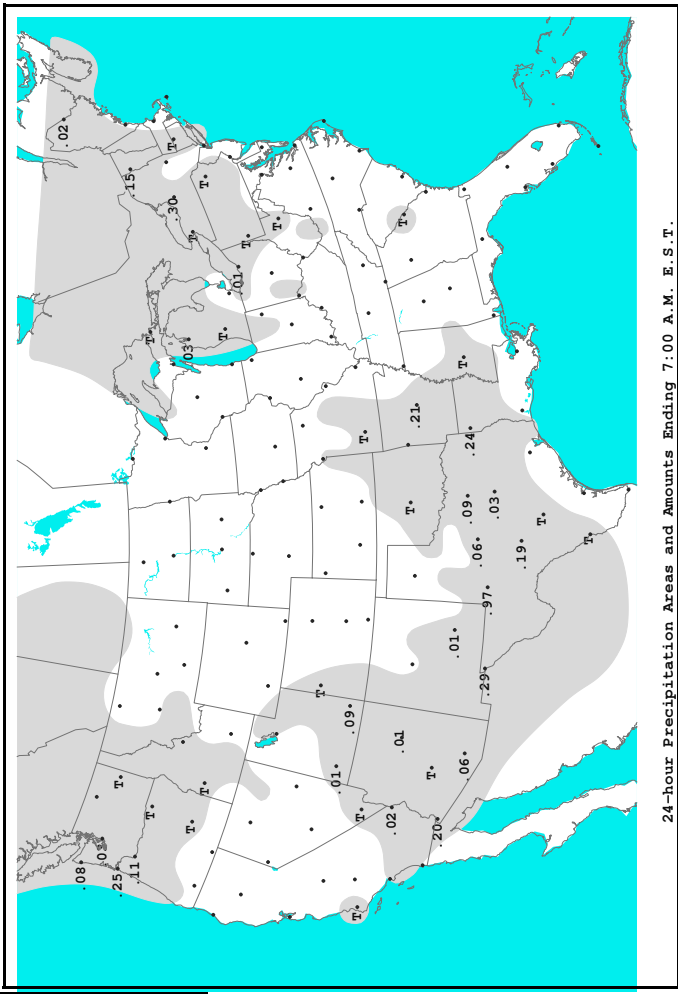 24-hour Precipitation Areas and Amounts Ending 7:00 A.M. E.S.T.
.02
T
.15
T
.30
T
T
T
T
.01
T
T
.03
T
.21
T
.24
T
.09
.03
T
.06
.19
T
.97
.01
.29
T
.09
.01
T
.06
.01
T
.02
.20
T
T
T
T
.03
.08
.11
.25
T